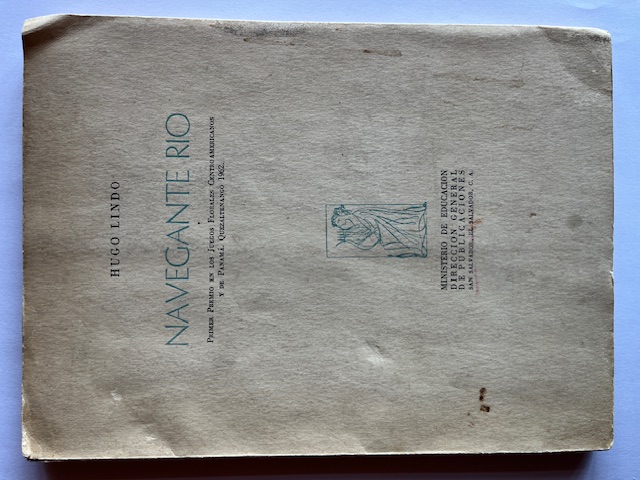 HUGO LINDO
NAVEGANTE RIO
PRIMER PREMIO EN LOS JUEGOS FLORALES CENTROAMERICANOS
Y DE PANAMÁ. QUEZALTENANGO 1962.
MINISTERIO DE EDUCACION
DIRECCION GENERAL
DE PUBLICACIONES
SAN SALVADOR, EL SALVADOR, C. A.